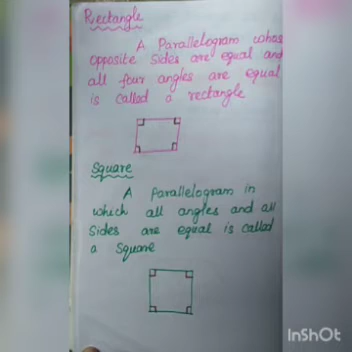 Rectangle
A Parallelogram whos
opposite sides are equal and
all four angles are equal
is called a rectangle
Square
A parallelogram in
which all angles and all
sides are equal is called
a square
InShOt